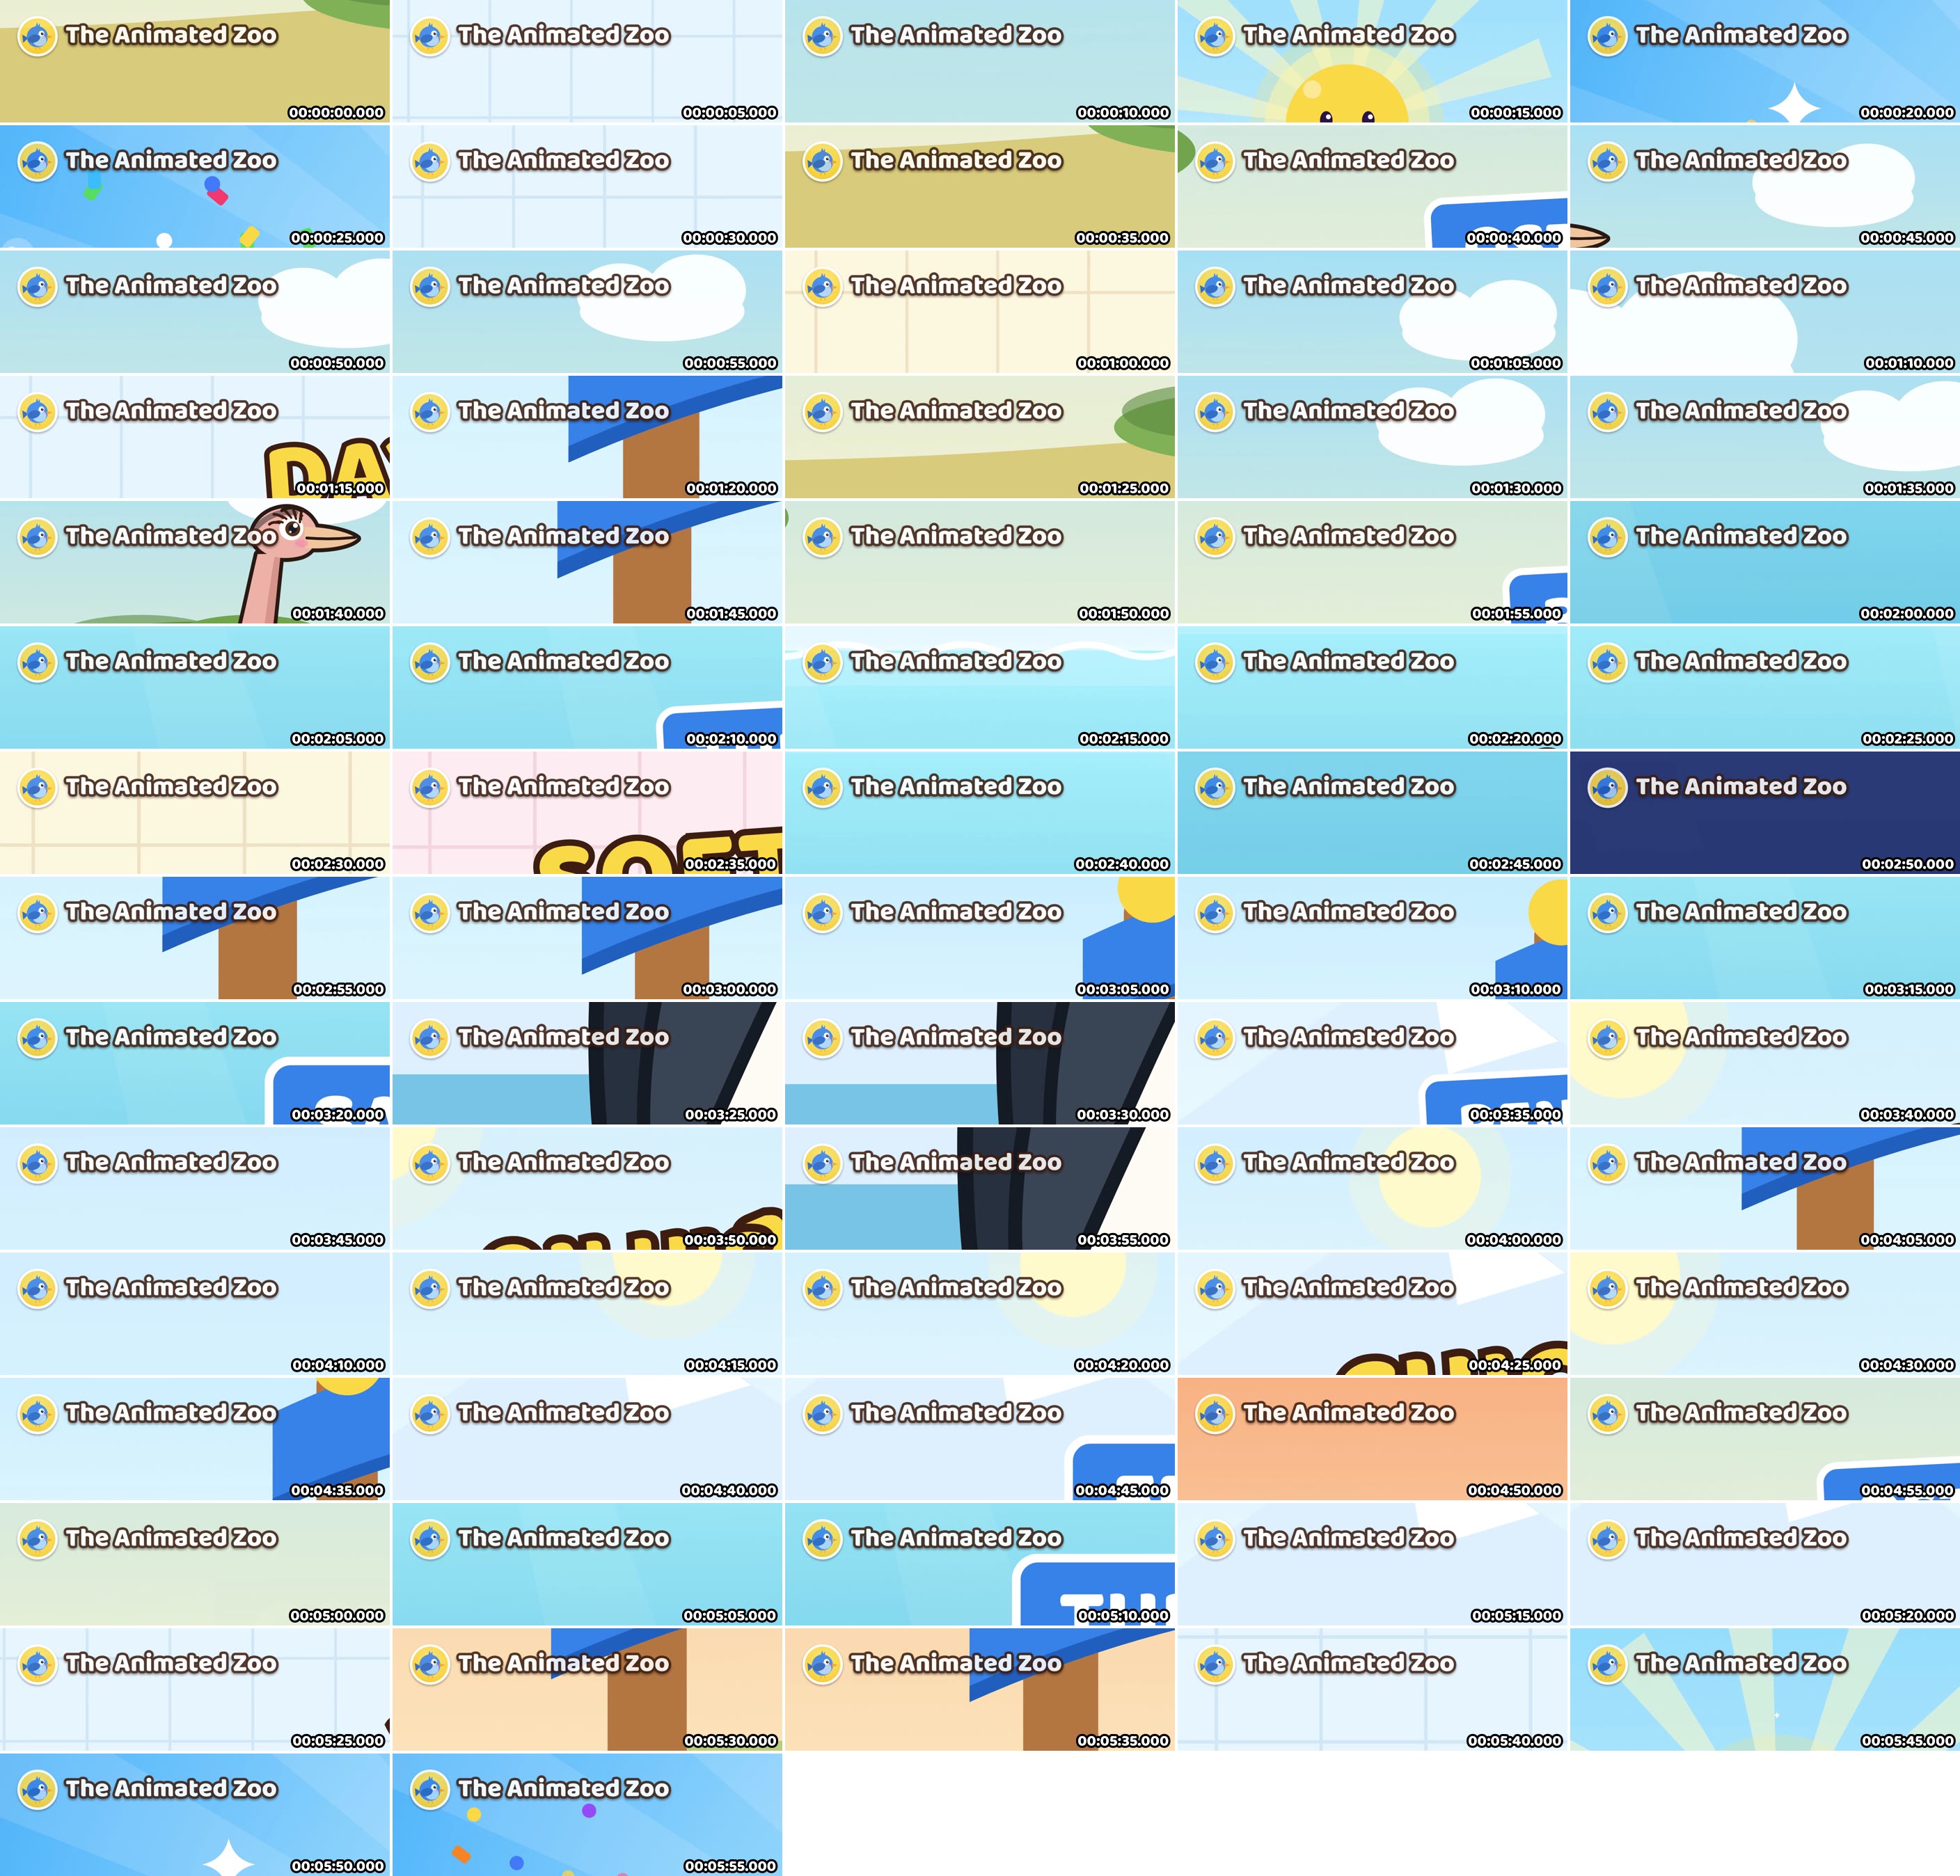 The Animated Zoo
00:00:00.000
The Animated Zoo
00:00:05.000
The Animated Zoo
00:00:10.000
The Animated Zoo
00:00:15.000
The Animated Zoo
00:00:20.000
The Animated Zoo
00:00:25.000
The Animated Zoo
00:00:30.000
The Animated Zoo
00:00:35.000
The Animated Zoo
00:00:40.000
The Animated Zoo
00:00:45.000
The Animated Zoo
00:00:50.000
The Animated Zoo
00:00:55.000
The Animated Zoo
00:01:00.000
The Animated Zoo
00:01:05.000
The Animated Zoo
00:01:10.000
The Animated Zoo
DAY
00:01:15.000
The Animated Zoo
00:01:20.000
The Animated Zoo
00:01:25.000
The Animated Zoo
00:01:30.000
The Animated Zoo
00:01:35.000
The Animated Zoo
00:01:40.000
The Animated Zoo
00:01:45.000
The Animated Zoo
00:01:50.000
The Animated Zoo
00:01:55.000
The Animated Zoo
00:02:00.000
The Animated Zoo
00:02:05.000
The Animated Zoo
00:02:10.000
The Animated Zoo
00:02:15.000
The Animated Zoo
00:02:20.000
The Animated Zoo
00:02:25.000
The Animated Zoo
00:02:30.000
The Animated Zoo
SOFT
00:02:35.000
The Animated Zoo
00:02:40.000
The Animated Zoo
00:02:45.000
The Animated Zoo
00:02:50.000
The Animated Zoo
00:02:55.000
The Animated Zoo
00:03:00.000
The Animated Zoo
00:03:05.000
The Animated Zoo
00:03:10.000
The Animated Zoo
00:03:15.000
The Animated Zoo
00:03:20.000
The Animated Zoo
00:03:25.000
The Animated Zoo
00:03:30.000
The Animated Zoo
00:03:35.000
The Animated Zoo
00:03:40.000
The Animated Zoo
00:03:45.000
The Animated Zoo
00:03:50.000
The Animated Zoo
00:03:55.000
The Animated Zoo
00:04:00.000
The Animated Zoo
00:04:05.000
The Animated Zoo
00:04:10.000
The Animated Zoo
00:04:15.000
The Animated Zoo
00:04:20.000
The Animated Zoo
00:04:25.000
The Animated Zoo
00:04:30.000
The Animated Zoo
00:04:35.000
The Animated Zoo
00:04:40.000
The Animated Zoo
00:04:45.000
The Animated Zoo
00:04:50.000
The Animated Zoo
00:04:55.000
The Animated Zoo
00:05:00.000
The Animated Zoo
00:05:05.000
The Animated Zoo
00:05:10.000
The Animated Zoo
00:05:15.000
The Animated Zoo
00:05:20.000
The Animated Zoo
00:05:25.000
The Animated Zoo
00:05:30.000
The Animated Zoo
00:05:35.000
The Animated Zoo
00:05:40.000
The Animated Zoo
00:05:45.000
The Animated Zoo
00:05:50.000
The Animated Zoo
00:05:55.000